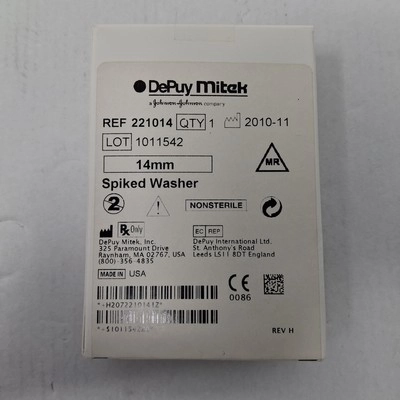 DePuy Mitek
a Johnson & Johnson company
REF 221014 QTY 1 2010-11
LOT 1011542
14mm
MR
Spiked Washer
2
NONSTERILE
Rx Only
EC REP
DePuy Mitek, Inc.
325 Paramount Drive
Raynham, MA 02767, USA
(800) 356 4835
DePuy International Ltd.
St. Anthony's Road
Leeds LS11 8DT England
MADE IN USA
CE
0086
REV H